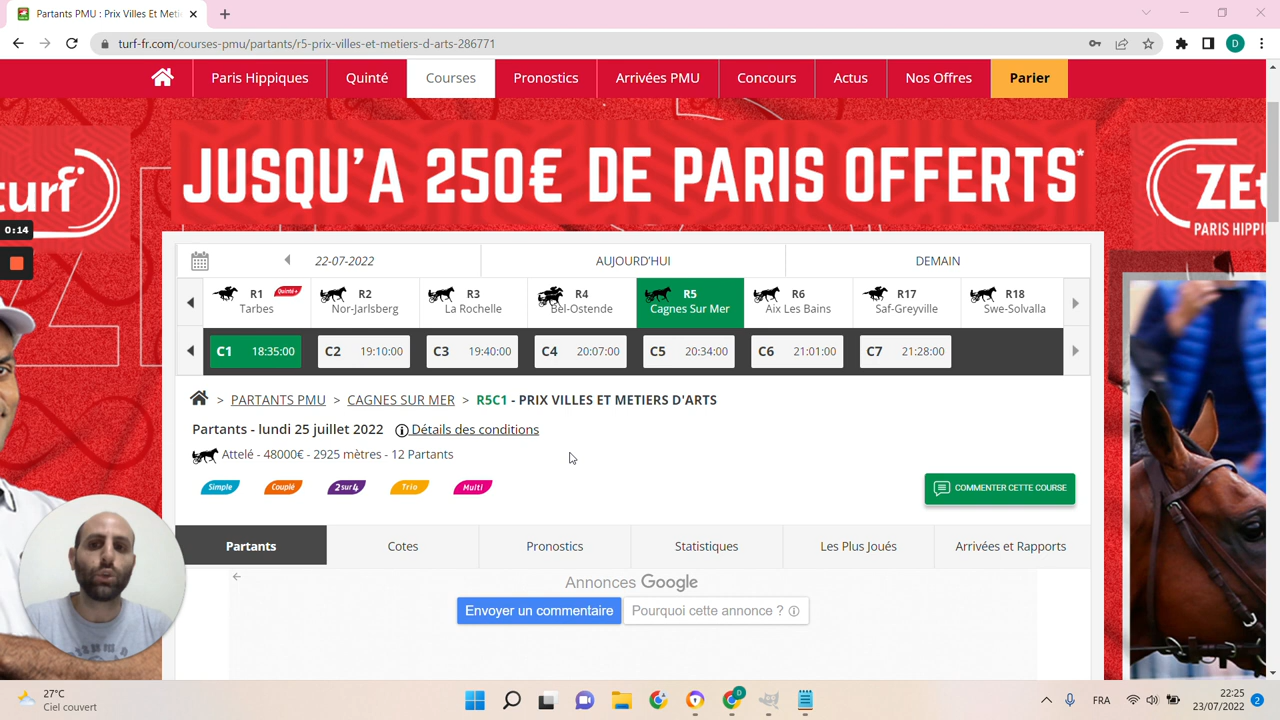 Partants PMU : Prix Villes Et Meti
turf-fr.com/courses-pmu/partants/r5-prix-villes-et-metiers-d-arts-286771
D
Paris Hippiques
Quinté
Courses
Pronostics
Arrivées PMU
Concours
Actus
Nos Offres
Parier
JUSQU'A 250€ DE PARIS OFFERTS*
turf
ZEt
PARIS HIPPI
0:14
22-07-2022
AUJOURD'HUI
DEMAIN
R1 Quinté+
Tarbes
R2
Nor-Jarlsberg
R3
La Rochelle
R4
Bel-Ostende
R5
Cagnes Sur Mer
R6
Aix Les Bains
R17
Saf-Greyville
R18
Swe-Solvalla
C1 18:35:00
C2 19:10:00
C3 19:40:00
C4 20:07:00
C5 20:34:00
C6 21:01:00
C7 21:28:00
> PARTANTS PMU > CAGNES SUR MER > R5C1 - PRIX VILLES ET METIERS D'ARTS
Partants - lundi 25 juillet 2022 Détails des conditions
Attelé - 48000€ - 2925 mètres - 12 Partants
Simple
Couplé
2sur4
Trio
Multi
COMMENTER CETTE COURSE
Partants
Cotes
Pronostics
Statistiques
Les Plus Joués
Arrivées et Rapports
Annonces Google
Envoyer un commentaire
Pourquoi cette annonce ?
27°C
Ciel couvert
D
FRA
22:25
23/07/2022
2